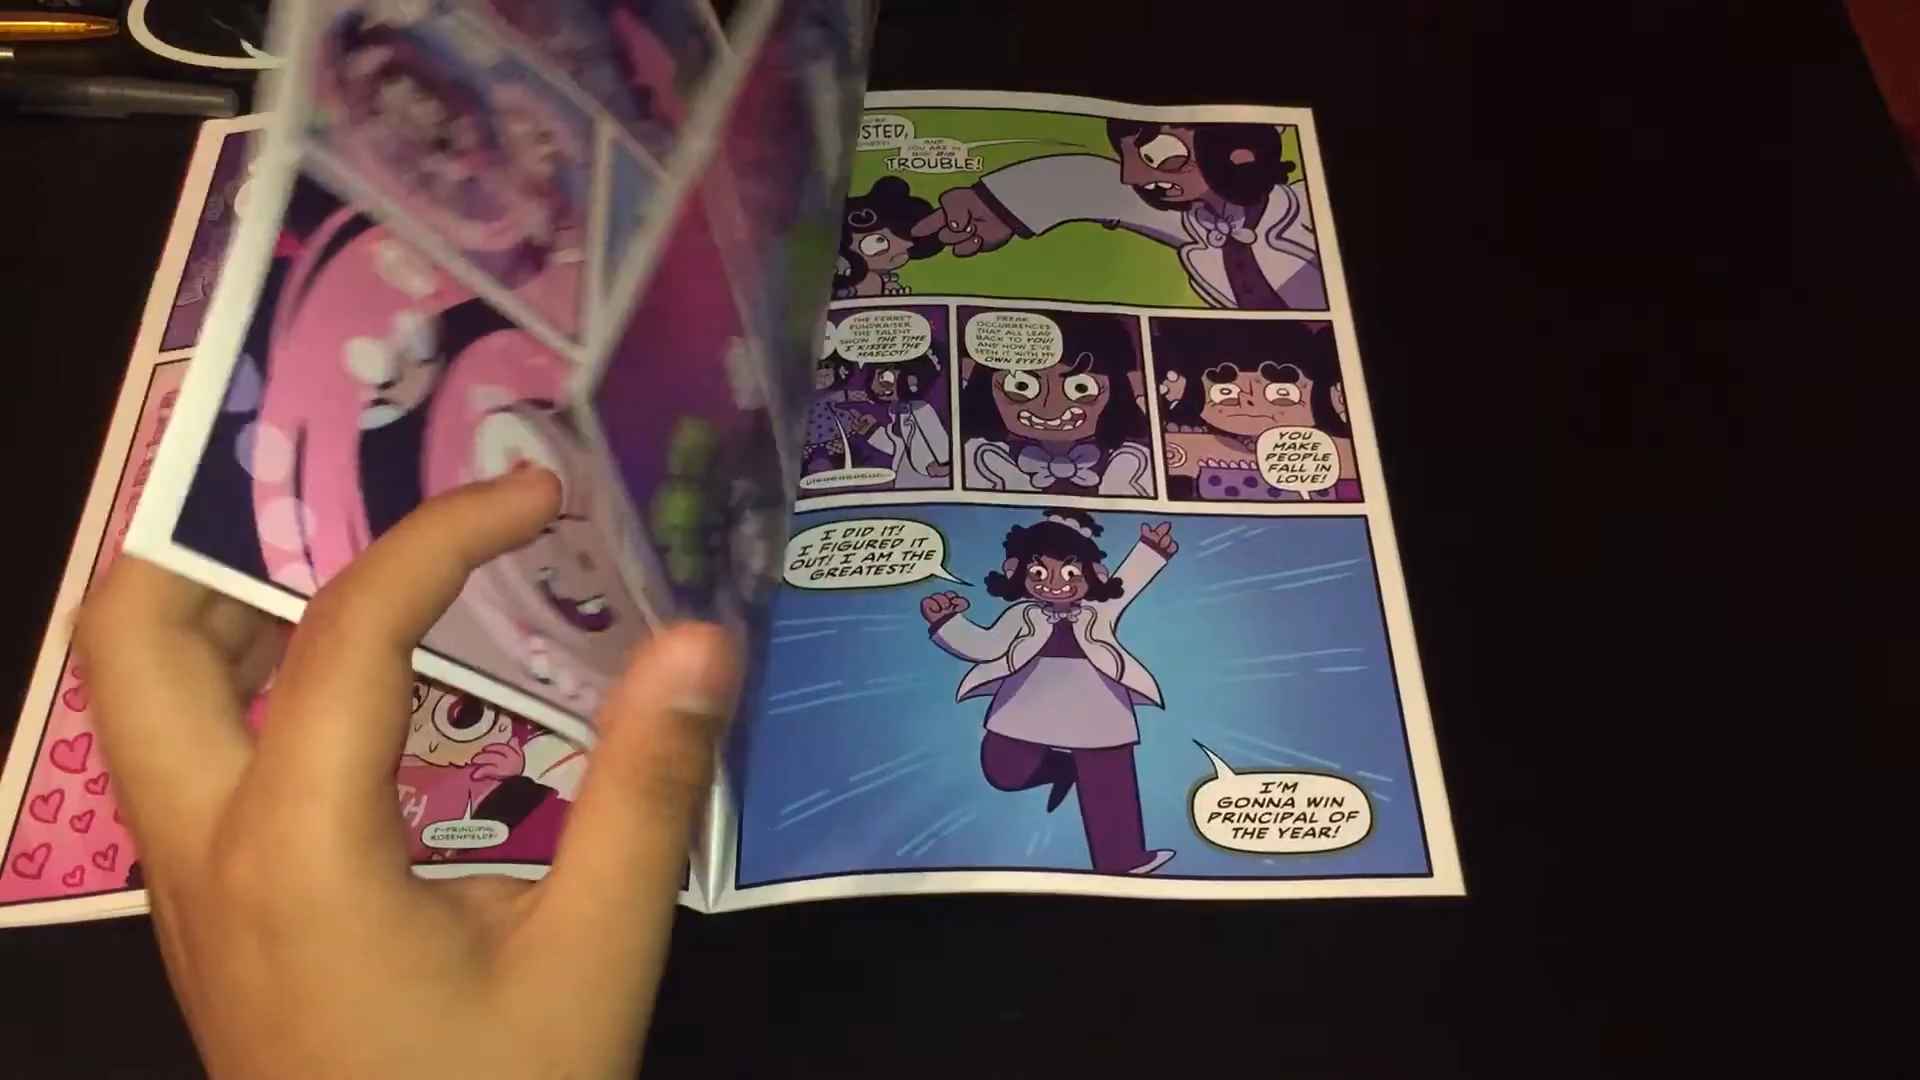 STED,
AND
YOU ARE IN
BIG, BIG
TROUBLE!
THE FERRET
FUNDRAISER,
THE TALENT
SHOW, THE TIME
I KISSED THE
MASCOT!
FREAK
OCCURRENCES
THAT ALL LEAD
BACK TO YOU!
AND NOW I'VE
SEEN IT WITH MY
OWN EYES!
YOU
MAKE
PEOPLE
FALL IN
LOVE!
I DID IT!
I FIGURED IT
OUT! I AM THE
GREATEST!
I'M
GONNA WIN
PRINCIPAL OF
THE YEAR!
TH
P-PRINCIPAL
ROSENFELD?!